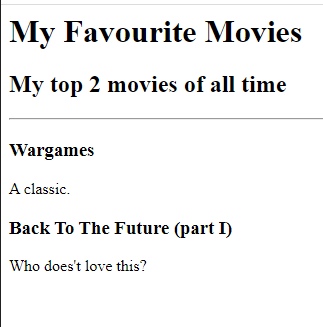 My Favourite Movies
My top 2 movies of all time
Wargames
A classic.
Back To The Future (part I)
Who does't love this?